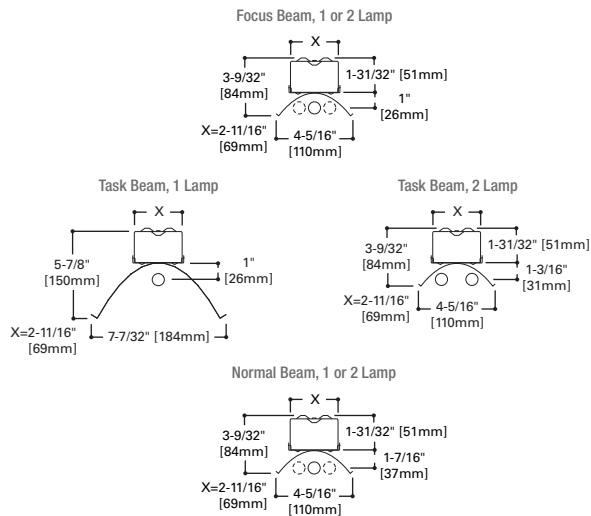 Focus Beam, 1 or 2 Lamp
X
3-9/32"
[84mm]
1-31/32" [51mm]
1"
[26mm]
X=2-11/16"
[69mm]
4-5/16"
[110mm]
Task Beam, 1 Lamp
X
5-7/8"
[150mm]
1"
[26mm]
X=2-11/16"
[69mm]
7-7/32" [184mm]
Task Beam, 2 Lamp
X
3-9/32"
[84mm]
1-31/32" [51mm]
1-3/16"
[31mm]
X=2-11/16"
[69mm]
4-5/16"
[110mm]
Normal Beam, 1 or 2 Lamp
X
3-9/32"
[84mm]
1-31/32" [51mm]
1-7/16"
[37mm]
X=2-11/16"
[69mm]
4-5/16"
[110mm]